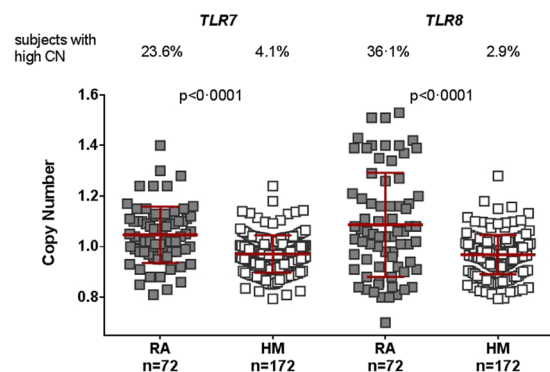 TLR7 TLR8
subjects with
high CN 23.6% 4.1% 36·1% 2.9%
p<0·0001 p<0·0001
Copy Number
1.6
1.4
1.2
1.0
0.8
RA HM RA HM
n=72 n=172 n=72 n=172